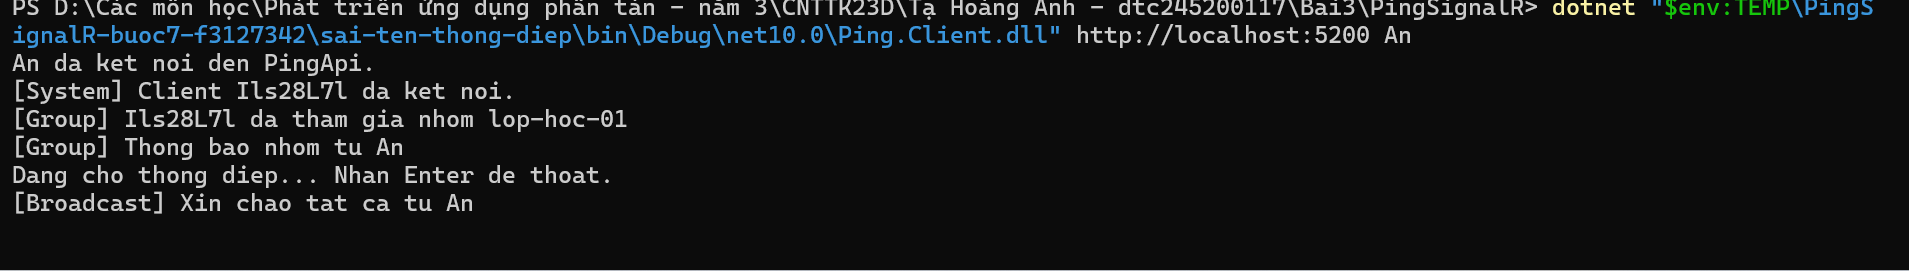 PS D:\Các môn học\Phát triển ứng dụng phân tán - năm 3\CNTTK23D\Tạ Hoàng Anh - dtc245200117\Bai3\PingSignalR> dotnet "$env:TEMP\PingS
ignalR-buoc7-f3127342\sai-ten-thong-diep\bin\Debug\net10.0\Ping.Client.dll" http://localhost:5200 An
An da ket noi den PingApi.
[System] Client Ils28L7l da ket noi.
[Group] Ils28L7l da tham gia nhom lop-hoc-01
[Group] Thong bao nhom tu An
Dang cho thong diep... Nhan Enter de thoat.
[Broadcast] Xin chao tat ca tu An